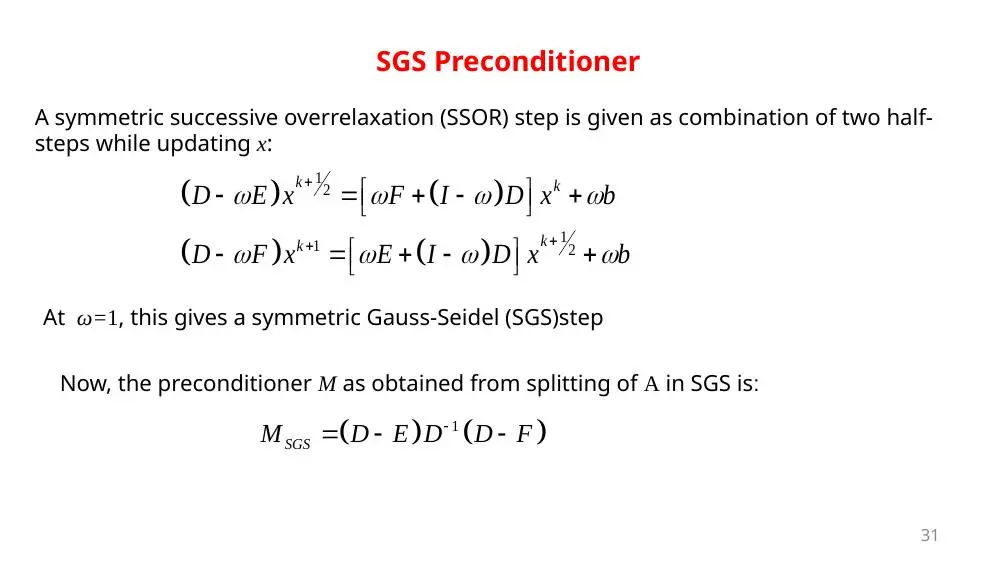 SGS Preconditioner
A symmetric successive overrelaxation (SSOR) step is given as combination of two half-
steps while updating x:
(D - ωE)x^{k+1/2} = [ωF + (I - ω)D] x^k + ωb
(D - ωF)x^{k+1} = [ωE + (I - ω)D] x^{k+1/2} + ωb
At ω=1, this gives a symmetric Gauss-Seidel (SGS)step
Now, the preconditioner M as obtained from splitting of A in SGS is:
M_{SGS} = (D - E)D^{-1}(D - F)
31